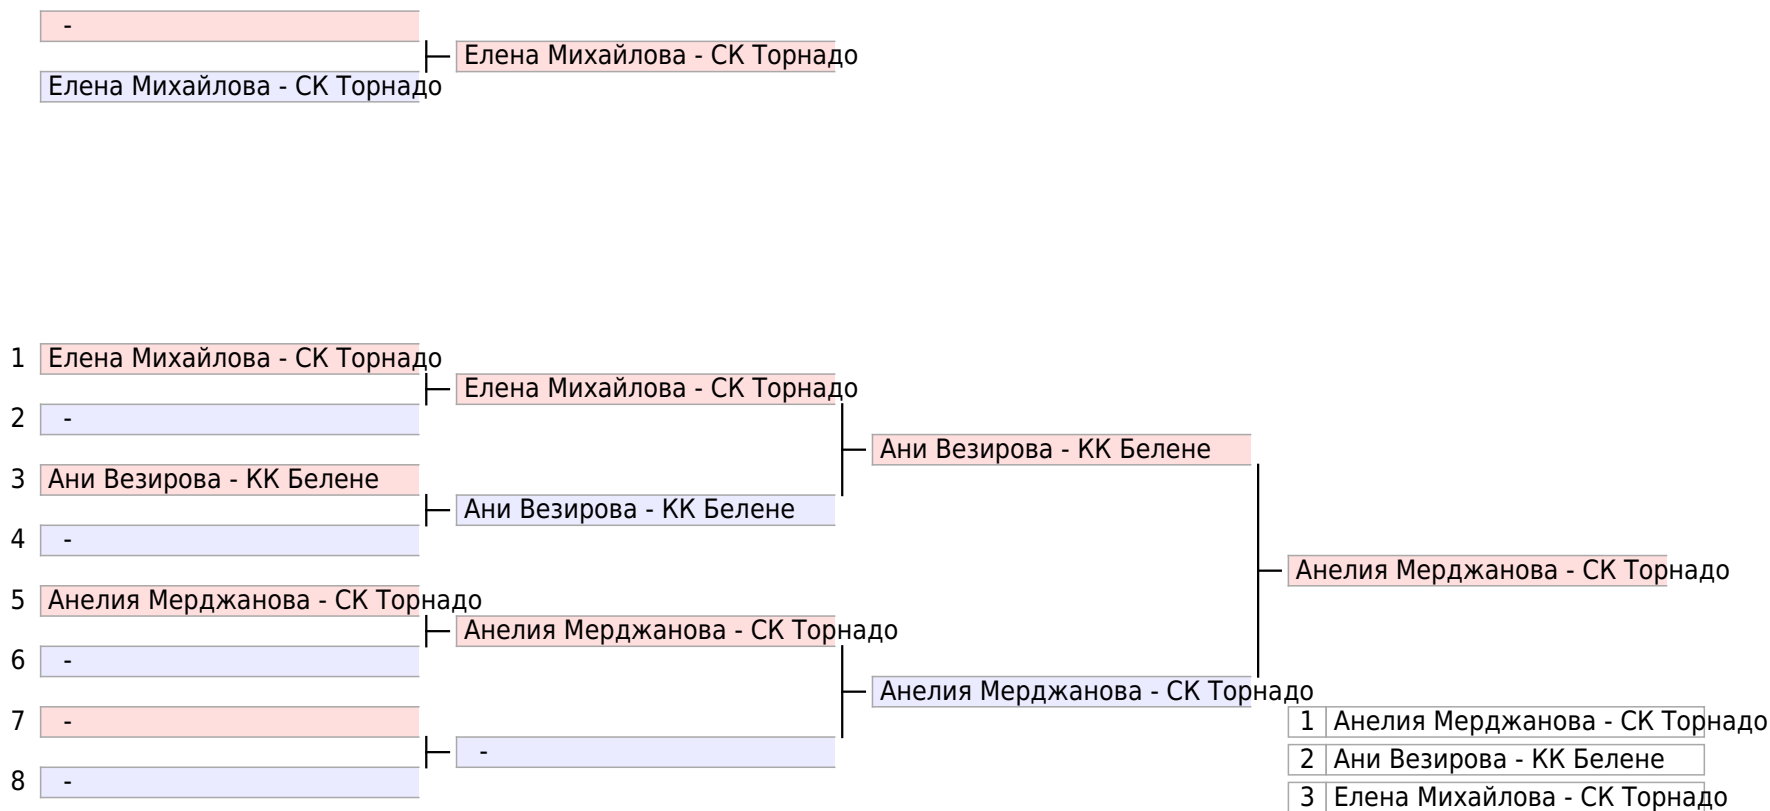 -
Елена Михайлова - СК Торнадо
Елена Михайлова - СК Торнадо
1 Елена Михайлова - СК Торнадо
Елена Михайлова - СК Торнадо
2 -
Ани Везирова - КК Белене
3 Ани Везирова - КК Белене
Ани Везирова - КК Белене
4 -
Анелия Мерджанова - СК Торнадо
5 Анелия Мерджанова - СК Торнадо
Анелия Мерджанова - СК Торнадо
6 -
Анелия Мерджанова - СК Торнадо
7 -
1 Анелия Мерджанова - СК Торнадо
-
2 Ани Везирова - КК Белене
8 -
3 Елена Михайлова - СК Торнадо